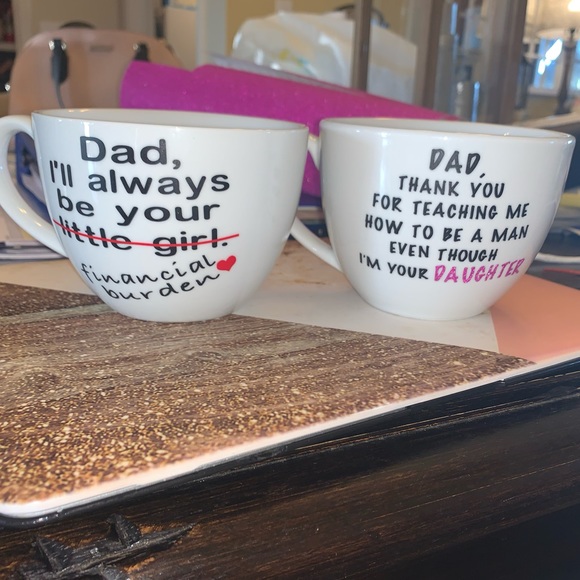 Dad,
I'll always
be your
little girl.
financial
burden
DAD,
THANK YOU
FOR TEACHING ME
HOW TO BE A MAN
EVEN THOUGH
I'M YOUR DAUGHTER